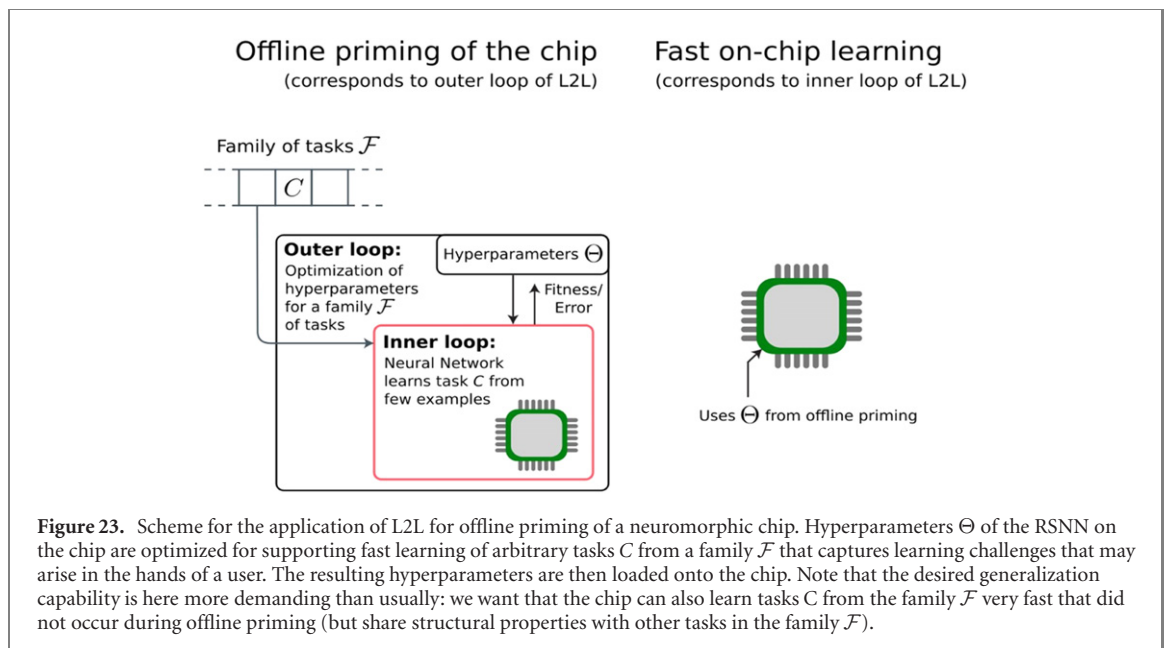 Offline priming of the chip
(corresponds to outer loop of L2L)
Fast on-chip learning
(corresponds to inner loop of L2L)
Family of tasks ℱ
C
Outer loop:
Optimization of
hyperparameters
for a family ℱ
of tasks
Hyperparameters Θ
Fitness/
Error
Inner loop:
Neural Network
learns task C from
few examples
Uses Θ from offline priming
Figure 23. Scheme for the application of L2L for offline priming of a neuromorphic chip. Hyperparameters Θ of the RSNN on
the chip are optimized for supporting fast learning of arbitrary tasks C from a family ℱ that captures learning challenges that may
arise in the hands of a user. The resulting hyperparameters are then loaded onto the chip. Note that the desired generalization
capability is here more demanding than usually: we want that the chip can also learn tasks C from the family ℱ very fast that did
not occur during offline priming (but share structural properties with other tasks in the family ℱ).